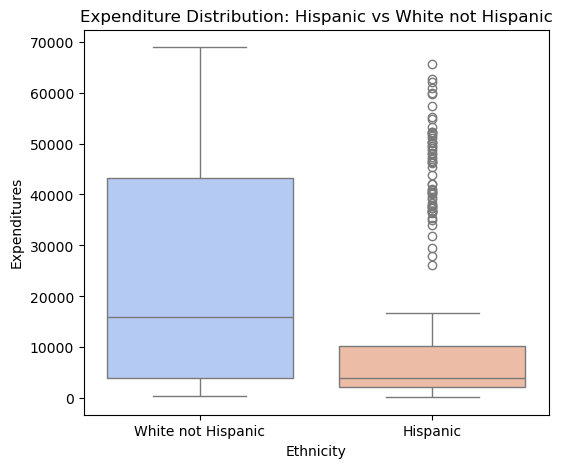 Expenditure Distribution: Hispanic vs White not Hispanic
70000
60000
50000
40000
30000
20000
10000
0
Expenditures
White not Hispanic
Hispanic
Ethnicity